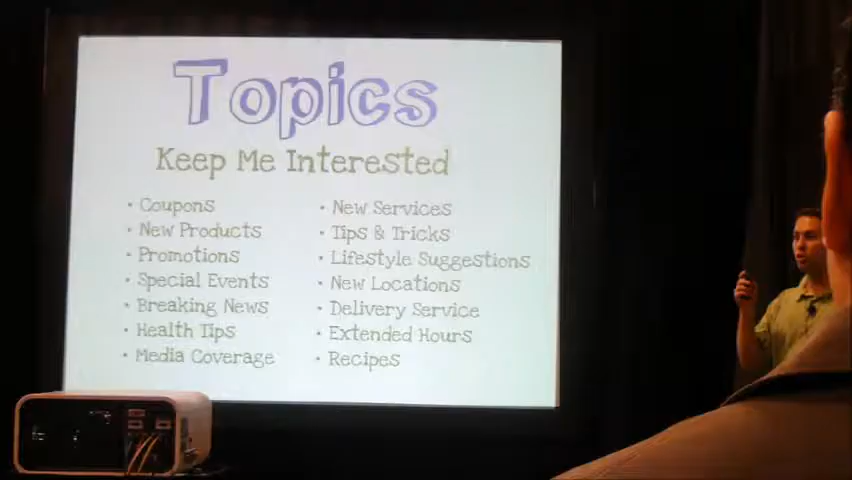 Topics
Keep Me Interested
• Coupons
• New Products
• Promotions
• Special Events
• Breaking News
• Health Tips
• Media Coverage
• New Services
• Tips & Tricks
• Lifestyle Suggestions
• New Locations
• Delivery Service
• Extended Hours
• Recipes